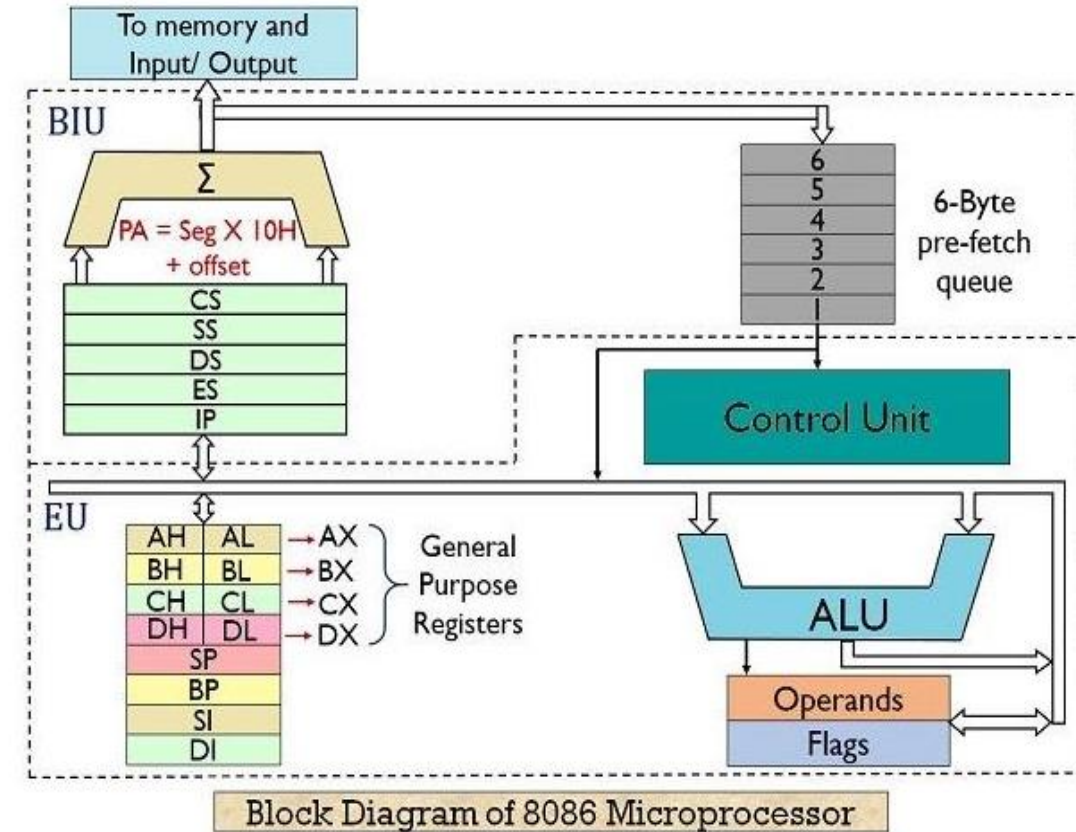 To memory and
Input/ Output
BIU
Σ
PA = Seg X 10H
+ offset
CS
SS
DS
ES
IP
6
5
4
3
2
1
6-Byte
pre-fetch
queue
Control Unit
EU
AH AL AX
BH BL BX
CH CL CX
DH DL DX
SP
BP
SI
DI
General
Purpose
Registers
ALU
Operands
Flags
Block Diagram of 8086 Microprocessor